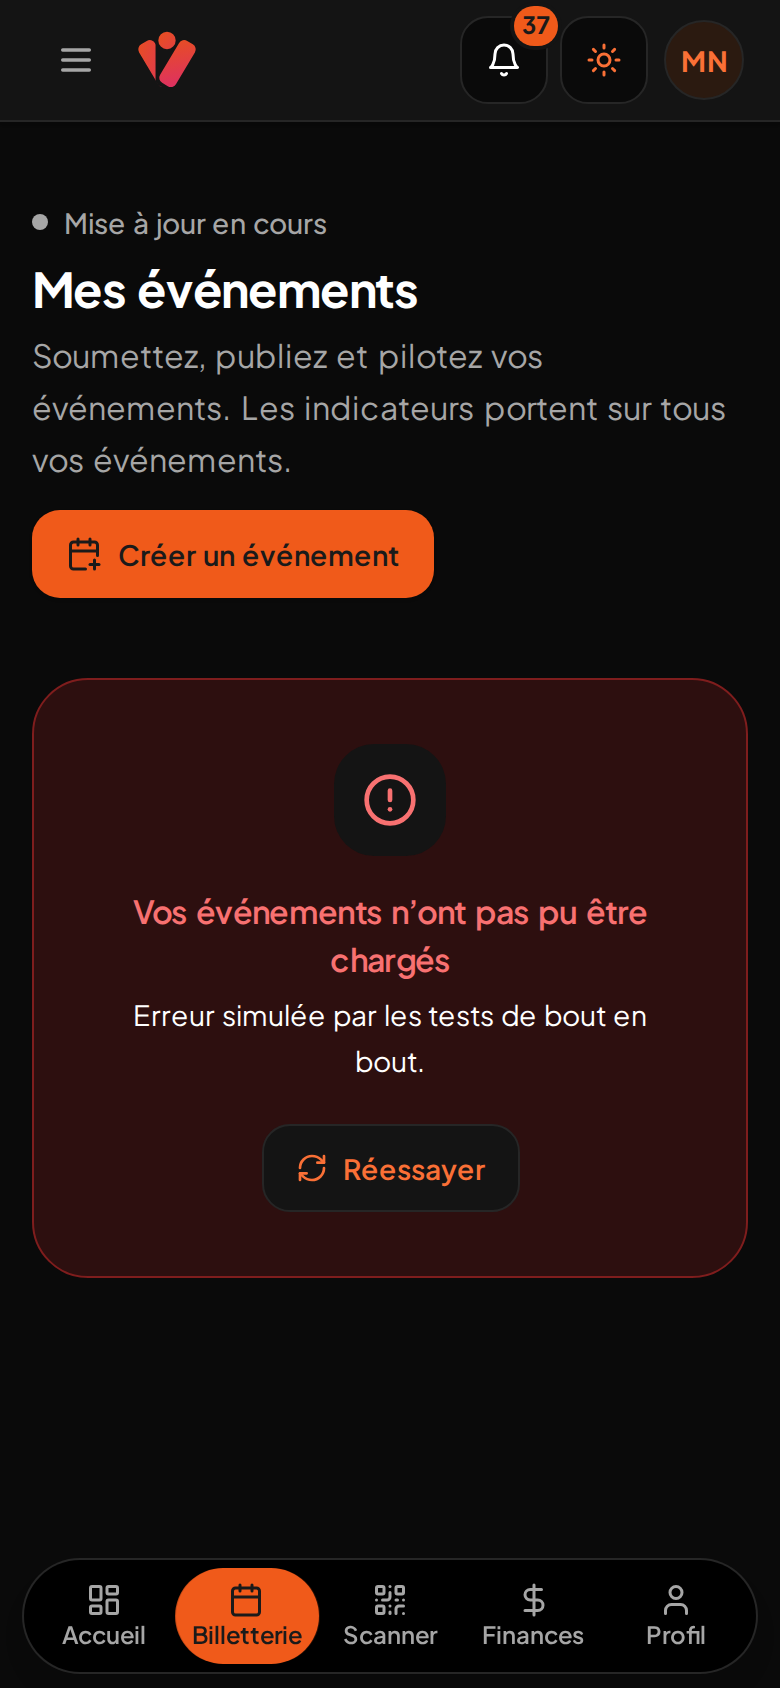 37
MN
Mise à jour en cours
Mes événements
Soumettez, publiez et pilotez vos
événements. Les indicateurs portent sur tous
vos événements.
Créer un événement
Vos événements n’ont pas pu être
chargés
Erreur simulée par les tests de bout en
bout.
Réessayer
Accueil
Billetterie
Scanner
Finances
Profil